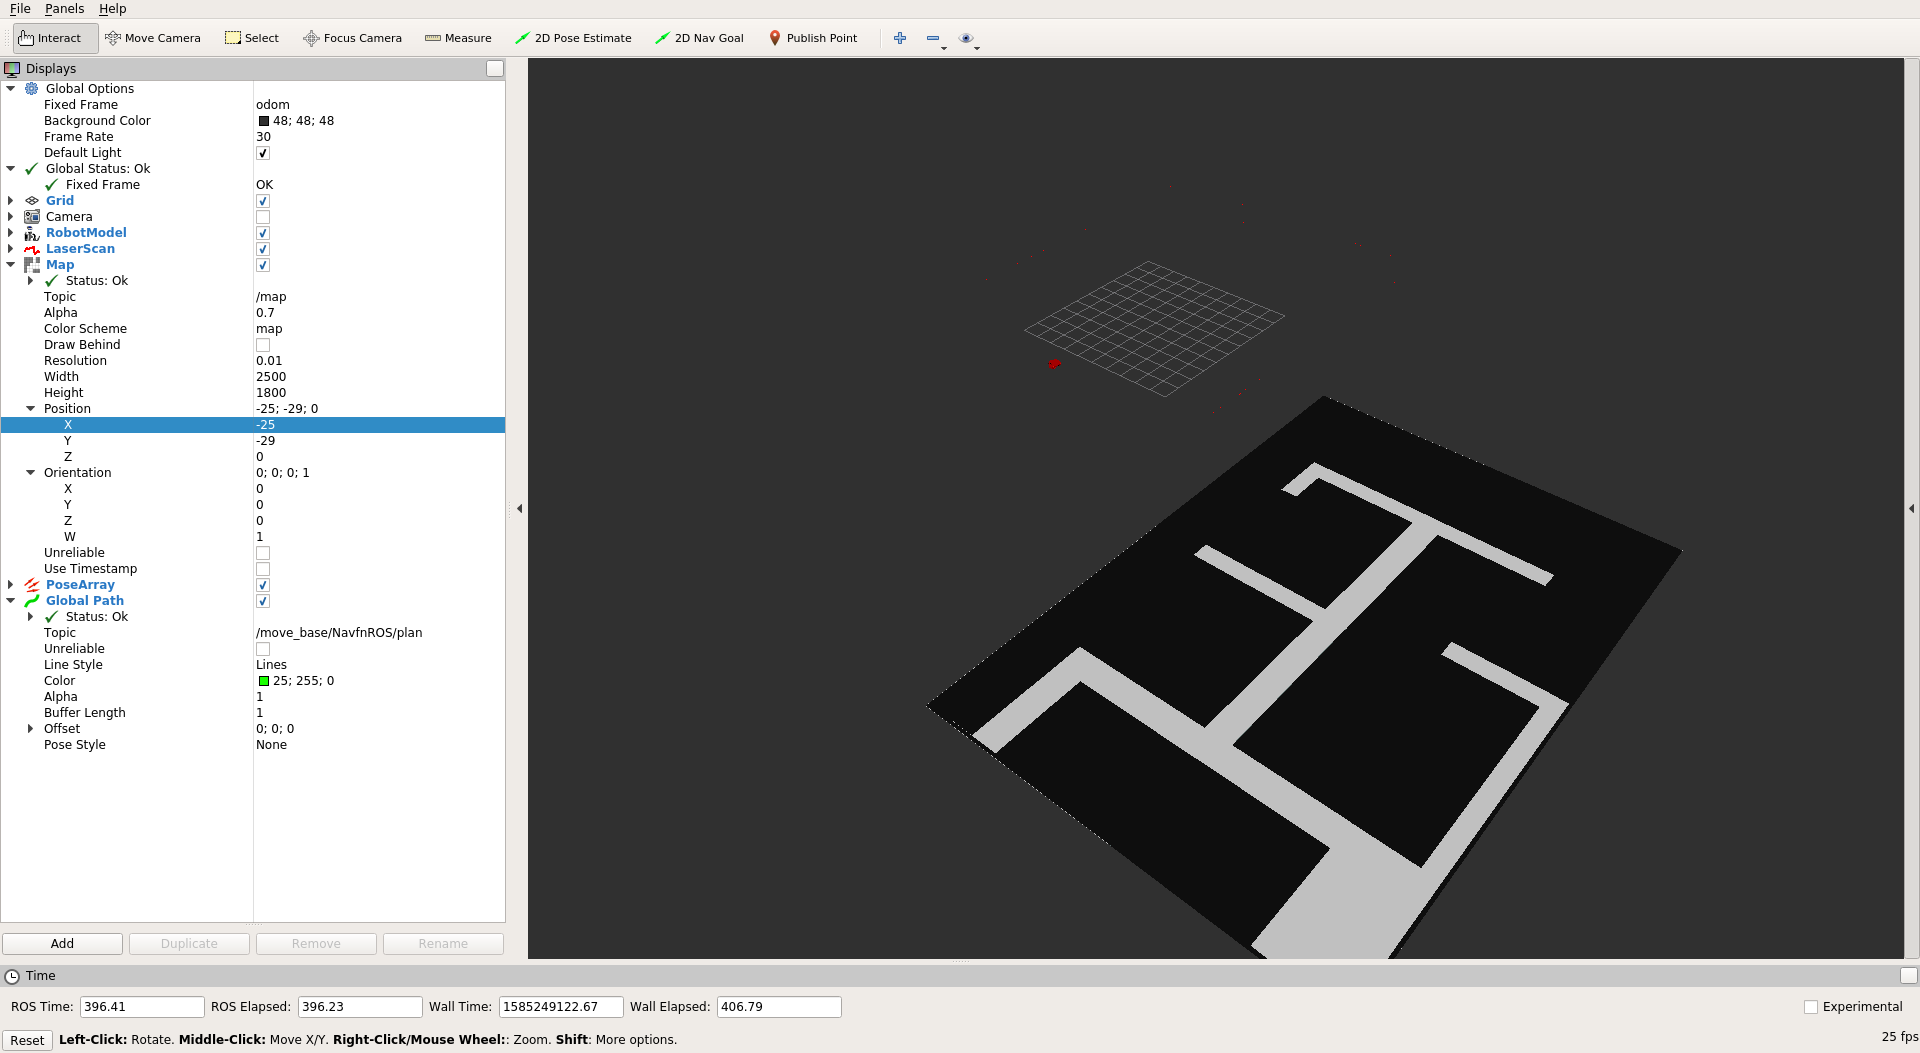 File Panels Help
Interact Move Camera Select Focus Camera Measure 2D Pose Estimate 2D Nav Goal Publish Point
Displays
Global Options
Fixed Frame odom
Background Color 48; 48; 48
Frame Rate 30
Default Light
Global Status: Ok
Fixed Frame OK
Grid
Camera
RobotModel
LaserScan
Map
Status: Ok
Topic /map
Alpha 0.7
Color Scheme map
Draw Behind
Resolution 0.01
Width 2500
Height 1800
Position -25; -29; 0
X -25
Y -29
Z 0
Orientation 0; 0; 0; 1
X 0
Y 0
Z 0
W 1
Unreliable
Use Timestamp
PoseArray
Global Path
Status: Ok
Topic /move_base/NavfnROS/plan
Unreliable
Line Style Lines
Color 25; 255; 0
Alpha 1
Buffer Length 1
Offset 0; 0; 0
Pose Style None
Add Duplicate Remove Rename
Time
ROS Time: 396.41 ROS Elapsed: 396.23 Wall Time: 1585249122.67 Wall Elapsed: 406.79 Experimental
Reset Left-Click: Rotate. Middle-Click: Move X/Y. Right-Click/Mouse Wheel:: Zoom. Shift: More options. 25 fps